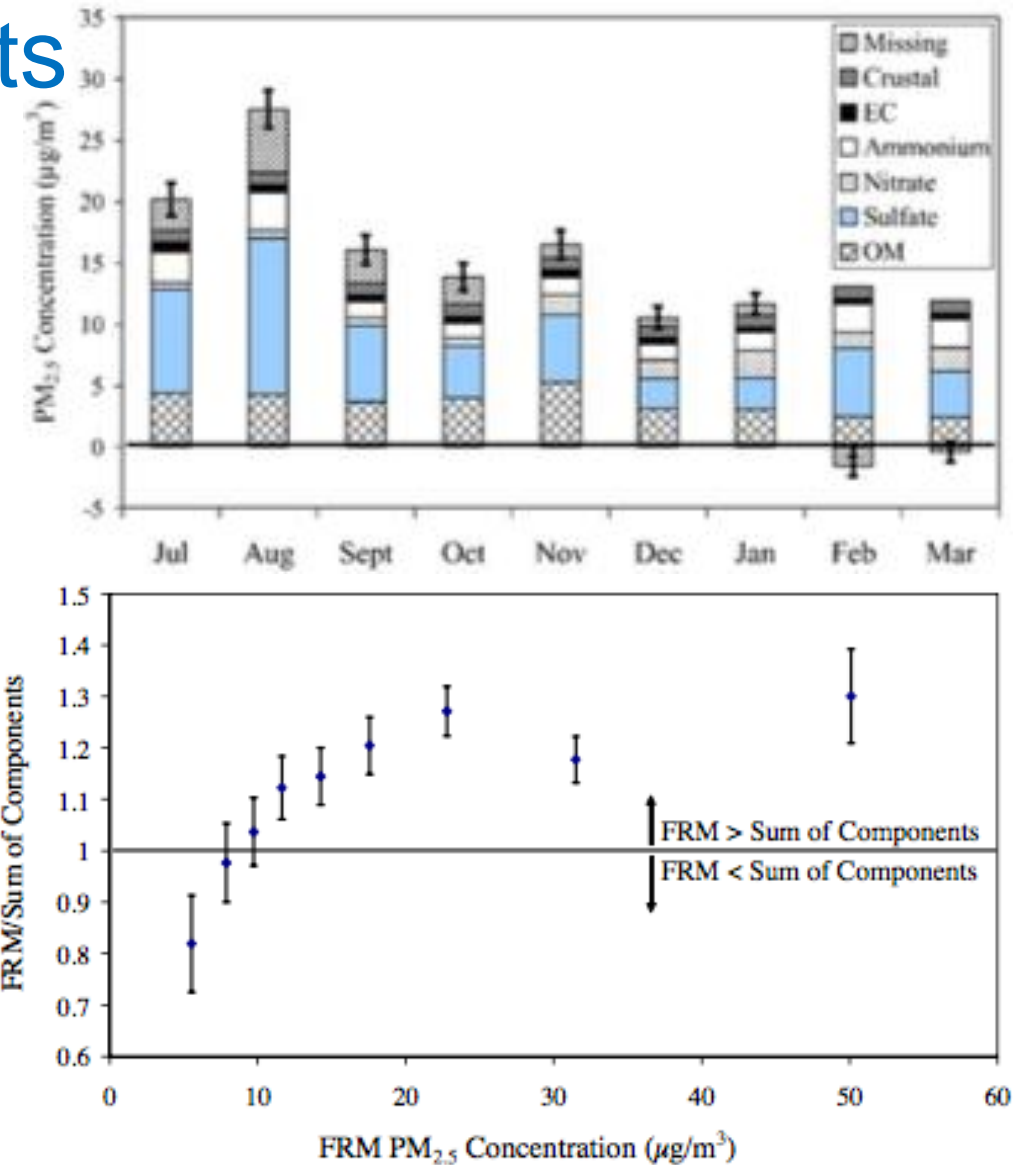 ts
35
30
25
20
15
10
5
0
-5
PM2.5 Concentration (µg/m³)
Missing
Crustal
EC
Ammonium
Nitrate
Sulfate
OM
Jul Aug Sept Oct Nov Dec Jan Feb Mar
1.5
1.4
1.3
1.2
1.1
1
0.9
0.8
0.7
0.6
FRM/Sum of Components
FRM > Sum of Components
FRM < Sum of Components
0 10 20 30 40 50 60
FRM PM2.5 Concentration (µg/m³)